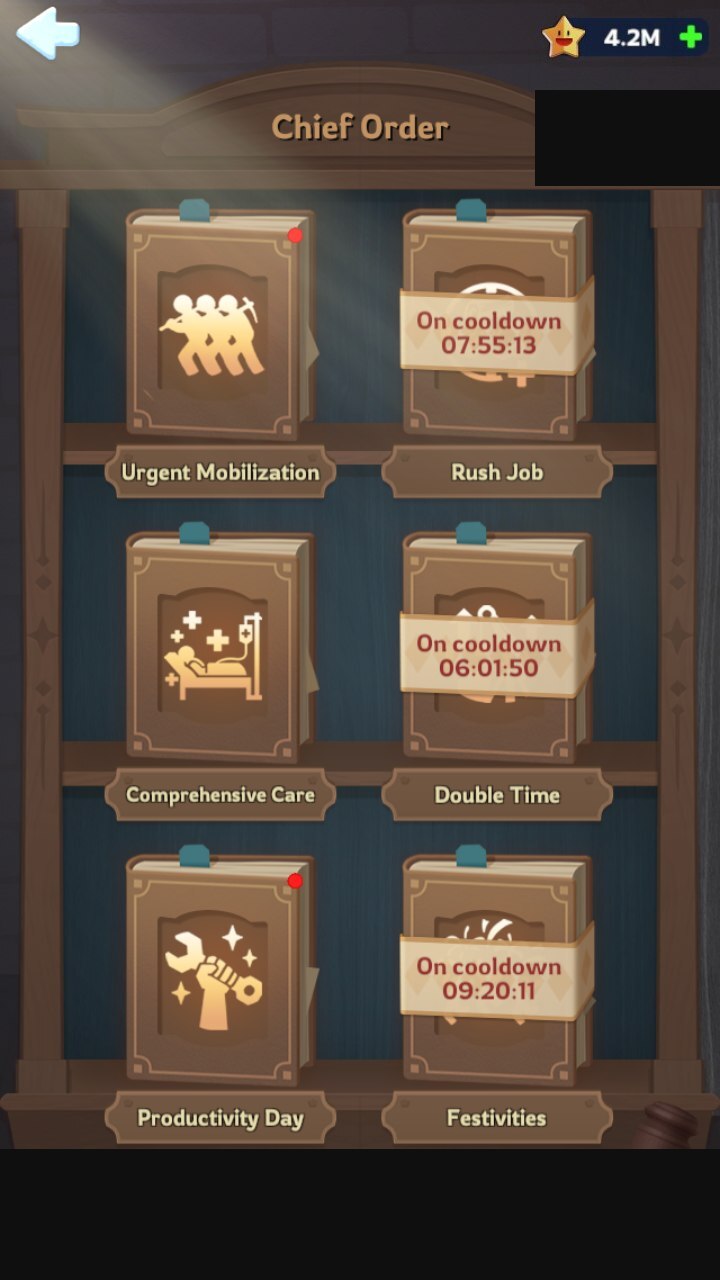 4.2M
Chief Order
On cooldown
07:55:13
Urgent Mobilization
Rush Job
On cooldown
06:01:50
Comprehensive Care
Double Time
On cooldown
09:20:11
Productivity Day
Festivities